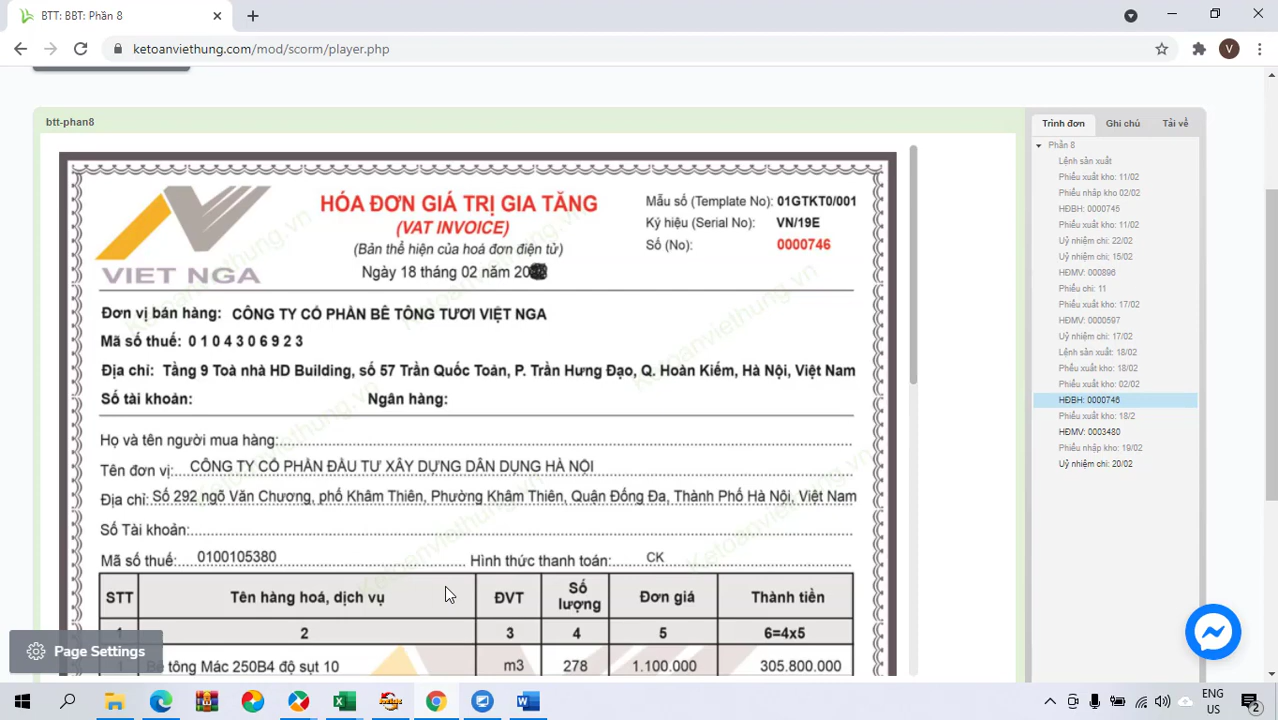 BTT: BBT: Phần 8
ketoanviethung.com/mod/scorm/player.php
V
btt-phan8
VIET NGA
HÓA ĐƠN GIÁ TRỊ GIA TĂNG
(VAT INVOICE)
(Bản thể hiện của hoá đơn điện tử)
Ngày 18 tháng 02 năm 20
Mẫu số (Template No): 01GTKT0/001
Ký hiệu (Serial No): VN/19E
Số (No): 0000746
Đơn vị bán hàng: CÔNG TY CỔ PHẦN BÊ TÔNG TƯƠI VIỆT NGA
Mã số thuế: 0 1 0 4 3 0 6 9 2 3
Địa chỉ: Tầng 9 Toà nhà HD Building, số 57 Trần Quốc Toản, P. Trần Hưng Đạo, Q. Hoàn Kiếm, Hà Nội, Việt Nam
Số tài khoản: Ngân hàng:
Họ và tên người mua hàng:
Tên đơn vị: CÔNG TY CỔ PHẦN ĐẦU TƯ XÂY DỰNG DÂN DỤNG HÀ NỘI
Địa chỉ: Số 292 ngõ Văn Chương, phố Khâm Thiên, Phường Khâm Thiên, Quận Đống Đa, Thành Phố Hà Nội, Việt Nam
Số Tài khoản:
Mã số thuế: 0100105380 Hình thức thanh toán: CK
STT Tên hàng hoá, dịch vụ ĐVT Số lượng Đơn giá Thành tiền
1 2 3 4 5 6=4x5
1 Bê tông Mác 250B4 độ sụt 10 m3 278 1.100.000 305.800.000
Ketoanviethung.vn
Page Settings
Trình đơn Ghi chú Tải về
Phần 8
Lệnh sản xuất
Phiếu xuất kho: 11/02
Phiếu nhập kho 02/02
HĐBH: 0000745
Phiếu xuất kho: 11/02
Uỷ nhiệm chi: 22/02
Uỷ nhiệm chi: 15/02
HĐMV: 000896
Phiếu chi: 11
Phiếu xuất kho: 17/02
HĐMV: 0000597
Uỷ nhiệm chi: 17/02
Lệnh sản xuất: 18/02
Phếu xuất kho: 18/02
Phiếu xuất kho: 02/02
HĐBH: 0000746
Phiếu xuất kho: 18/2
HĐMV: 0003480
Phiếu nhập kho: 19/02
Uỷ nhiệm chi: 20/02
ENG
US
2